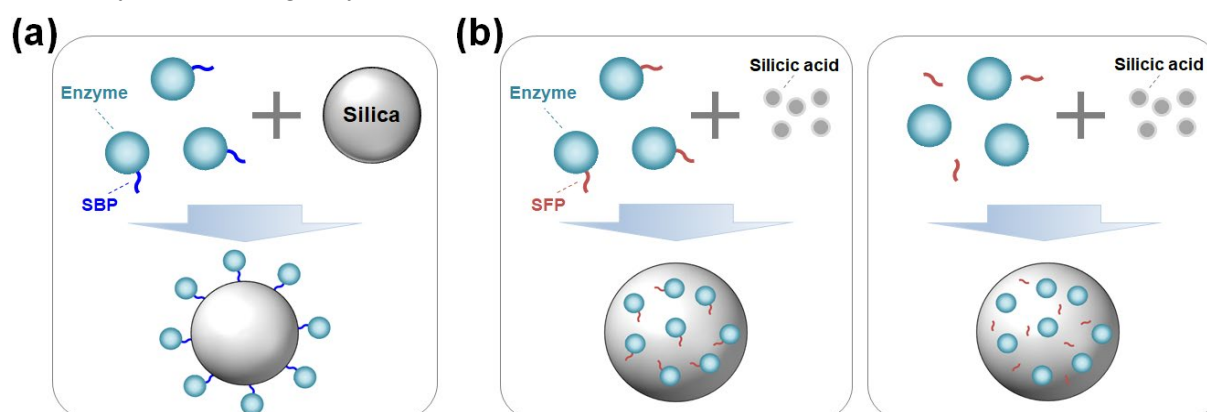 (a)
Enzyme
Silica
SBP
(b)
Silicic acid
Enzyme
SFP
Silicic acid